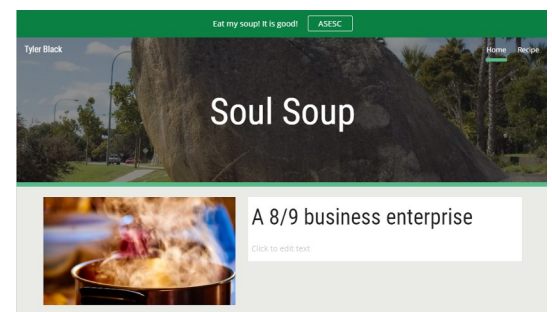 Eat my soup! It is good! ASESC
Tyler Black Home Recipe
Soul Soup
A 8/9 business enterprise
Click to edit text